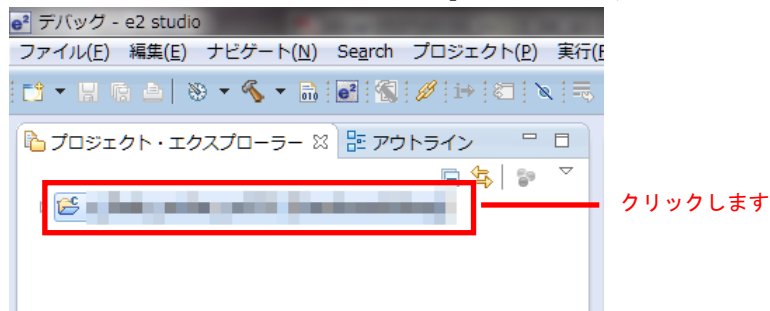 デバッグ - e2 studio
ファイル(F) 編集(E) ナビゲート(N) Search プロジェクト(P) 実行(
プロジェクト・エクスプローラー アウトライン
クリックします